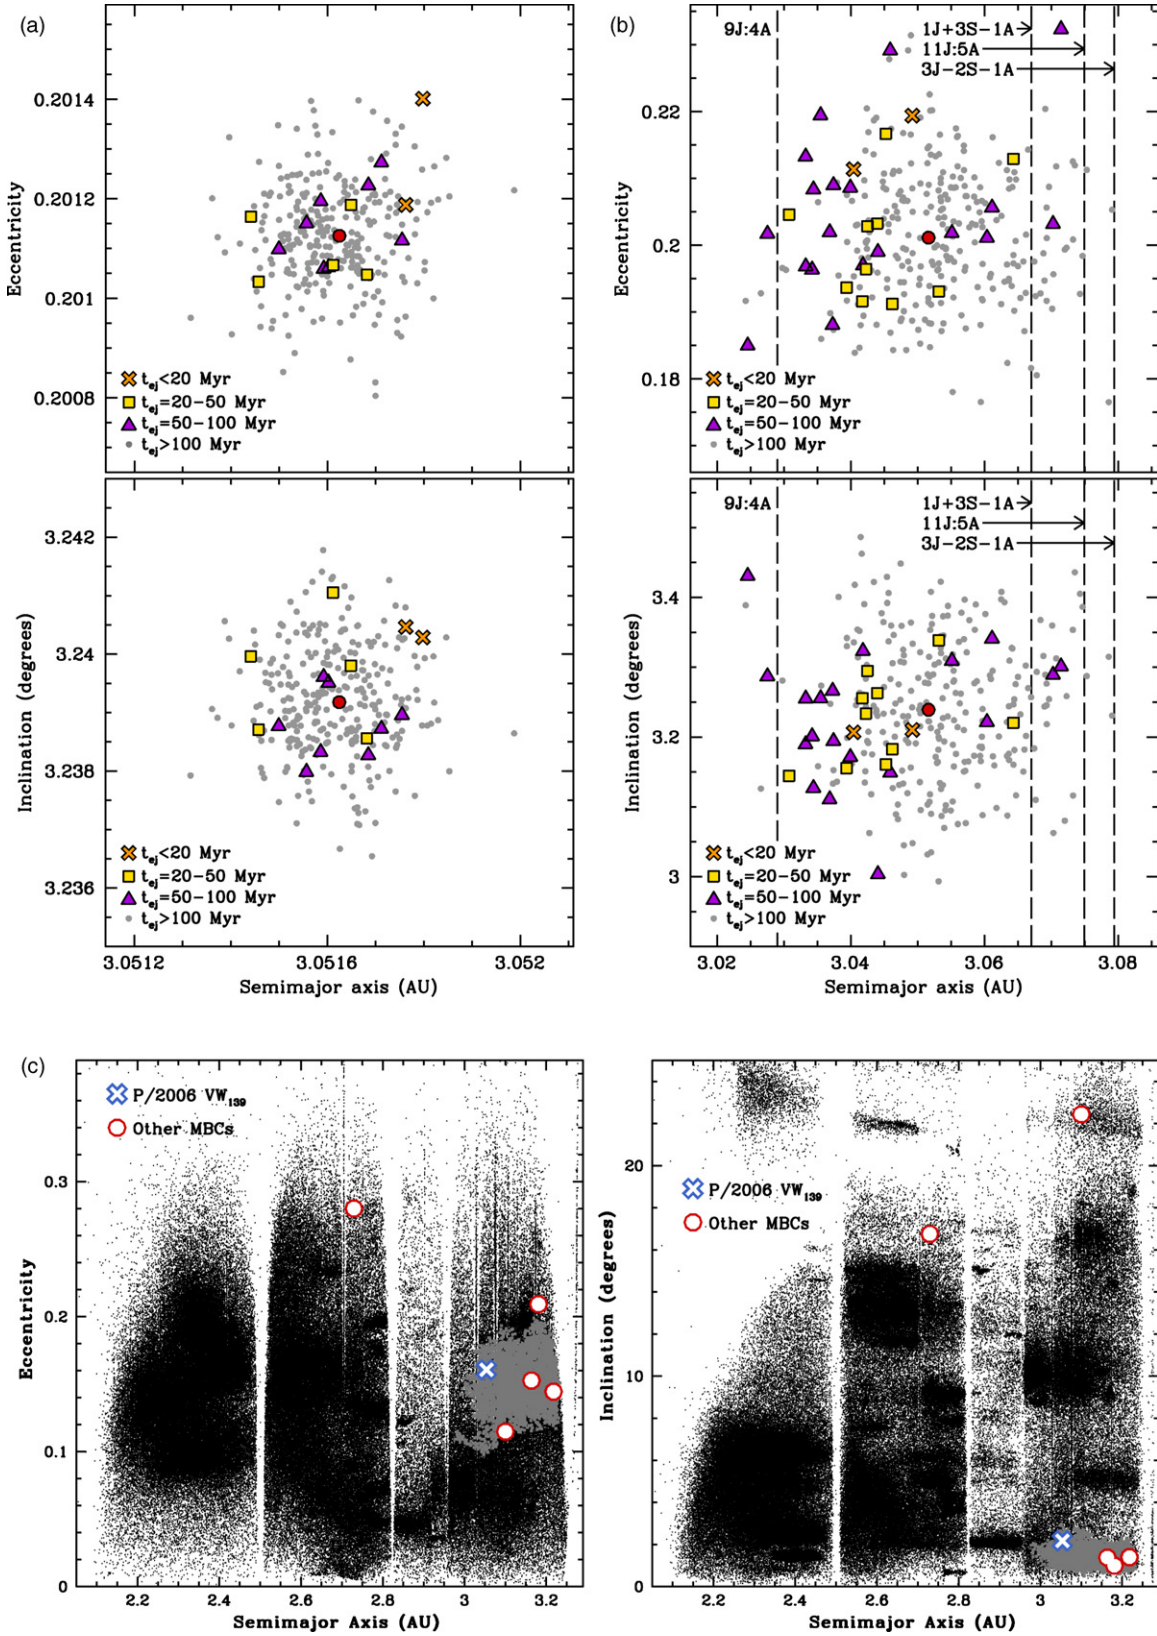 (a)
0.2014
0.2012
0.201
0.2008
Eccentricity
t_ej<20 Myr
t_ej=20-50 Myr
t_ej=50-100 Myr
t_ej>100 Myr
3.242
3.24
3.238
3.236
Inclination (degrees)
t_ej<20 Myr
t_ej=20-50 Myr
t_ej=50-100 Myr
t_ej>100 Myr
3.0512
3.0516
3.052
Semimajor axis (AU)
(b)
9J:4A
1J+3S-1A
11J:5A
3J-2S-1A
0.22
0.2
0.18
Eccentricity
t_ej<20 Myr
t_ej=20-50 Myr
t_ej=50-100 Myr
t_ej>100 Myr
9J:4A
1J+3S-1A
11J:5A
3J-2S-1A
3.4
3.2
3
Inclination (degrees)
t_ej<20 Myr
t_ej=20-50 Myr
t_ej=50-100 Myr
t_ej>100 Myr
3.02
3.04
3.06
3.08
Semimajor axis (AU)
(c)
P/2006 VW139
Other MBCs
0.3
0.2
0.1
0
Eccentricity
2.2
2.4
2.6
2.8
3
3.2
Semimajor Axis (AU)
P/2006 VW139
Other MBCs
20
10
0
Inclination (degrees)
2.2
2.4
2.6
2.8
3
3.2
Semimajor Axis (AU)